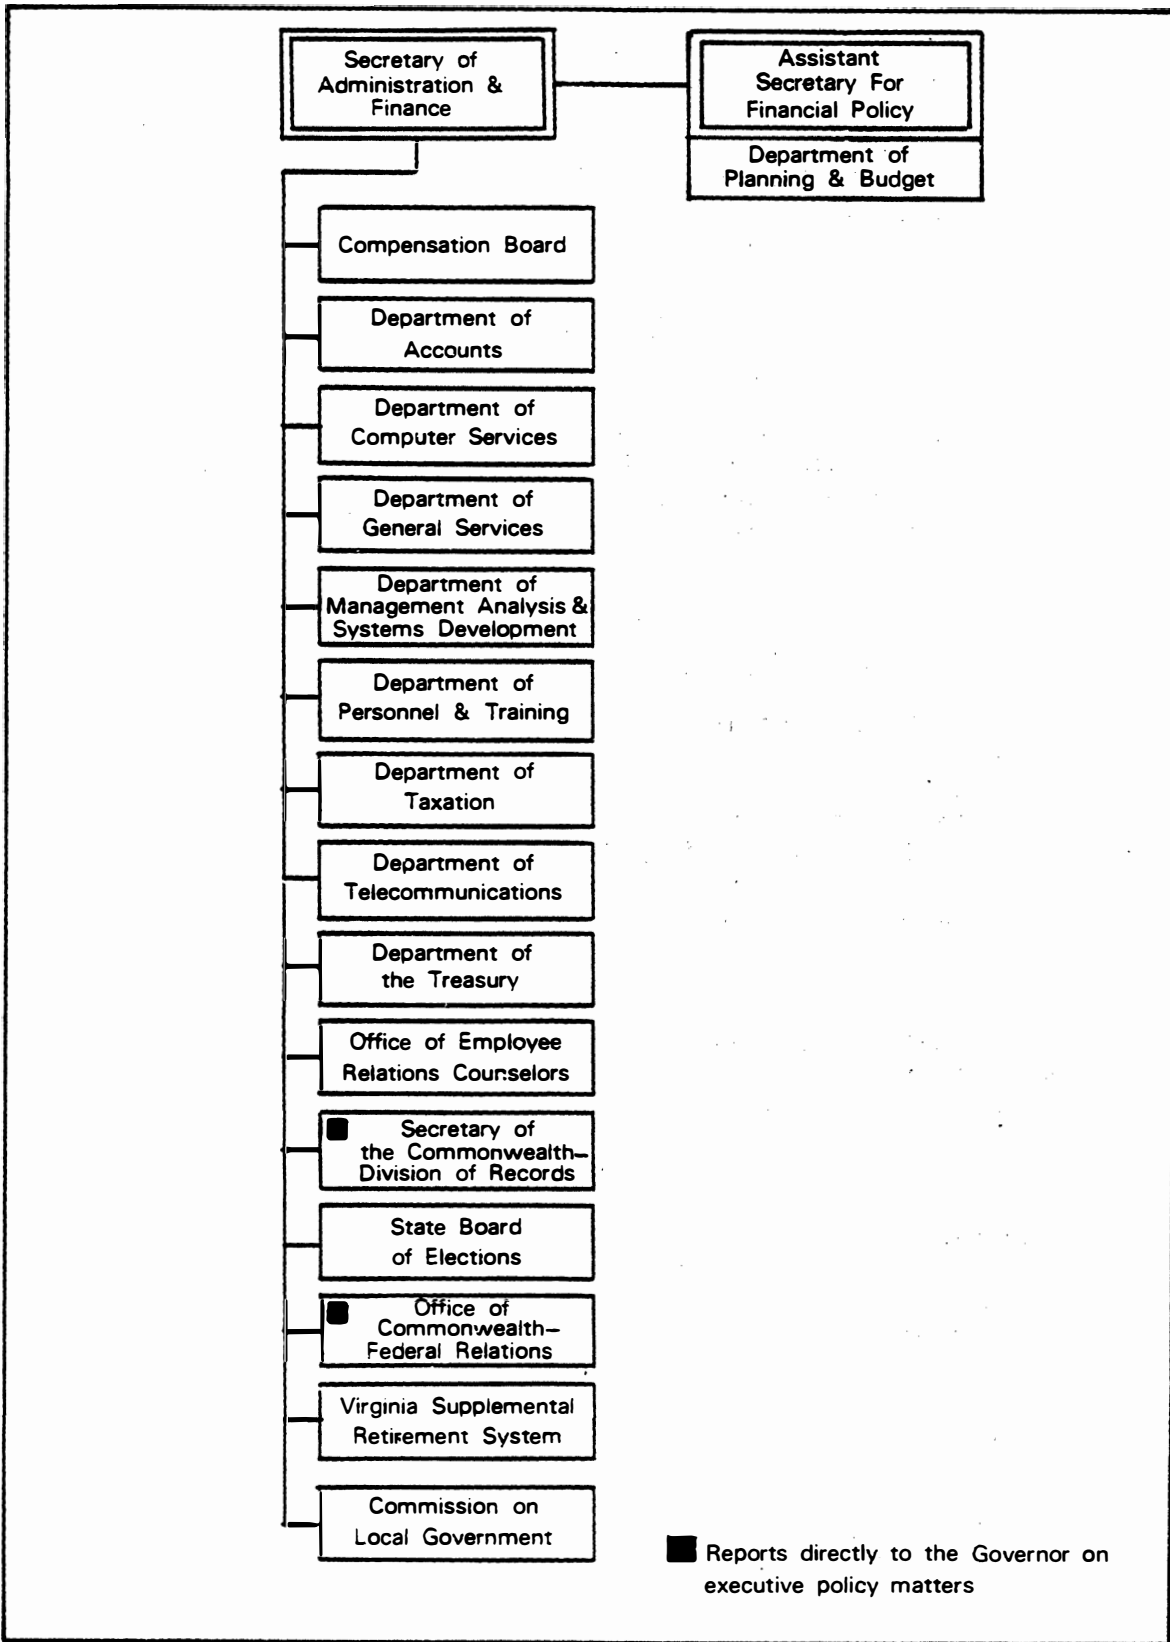 Secretary of
Administration &
Finance
Assistant
Secretary For
Financial Policy
Department of
Planning & Budget
Compensation Board
Department of
Accounts
Department of
Computer Services
Department of
General Services
Department of
Management Analysis &
Systems Development
Department of
Personnel & Training
Department of
Taxation
Department of
Telecommunications
Department of
the Treasury
Office of Employee
Relations Counselors
Secretary of
the Commonwealth–
Division of Records
State Board
of Elections
Office of
Commonwealth–
Federal Relations
Virginia Supplemental
Retirement System
Commission on
Local Government
Reports directly to the Governor on
executive policy matters